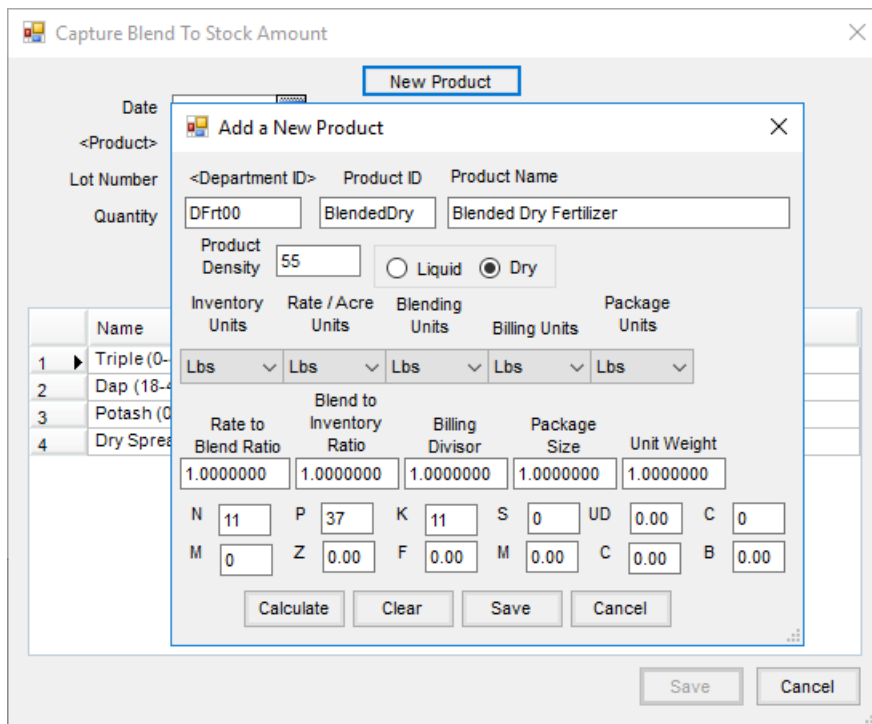 Capture Blend To Stock Amount
New Product
Date
<Product>
Lot Number
Quantity
Name
1 Triple (0-
2 Dap (18-4
3 Potash (0
4 Dry Sprea
Add a New Product
<Department ID> Product ID Product Name
DFrt00 BlendedDry Blended Dry Fertilizer
Product
Density 55 Liquid Dry
Inventory Rate / Acre Blending Package
Units Units Units Billing Units Units
Lbs Lbs Lbs Lbs Lbs
Blend to
Rate to Inventory Billing Package
Blend Ratio Ratio Divisor Size Unit Weight
1.0000000 1.0000000 1.0000000 1.0000000 1.0000000
N 11 P 37 K 11 S 0 UD 0.00 C 0
M 0 Z 0.00 F 0.00 M 0.00 C 0.00 B 0.00
Calculate Clear Save Cancel
Save Cancel